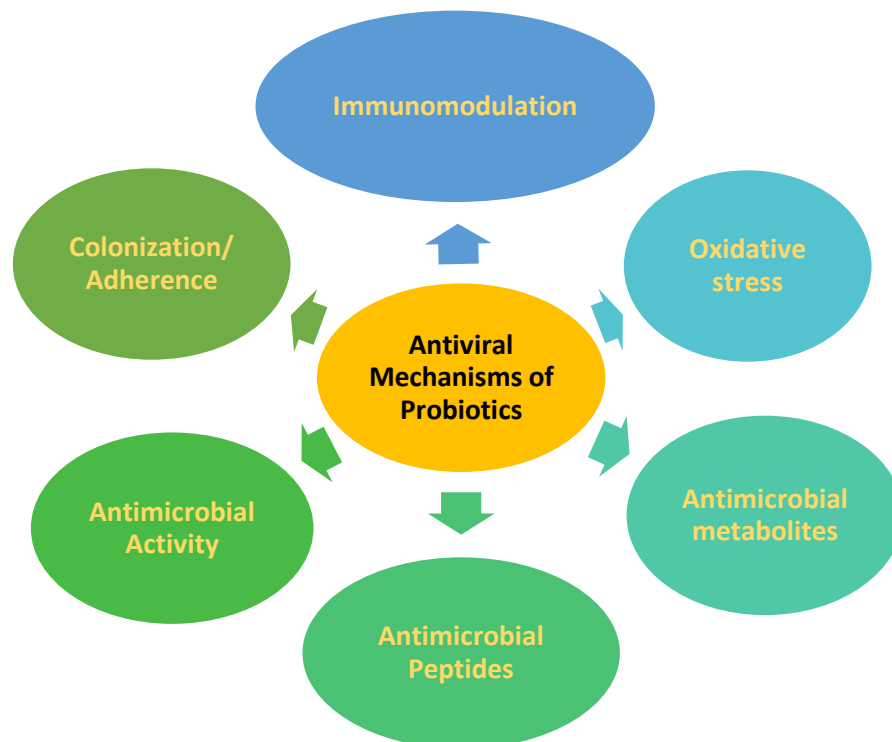 Immunomodulation
Colonization/
Adherence
Oxidative
stress
Antiviral
Mechanisms of
Probiotics
Antimicrobial
Activity
Antimicrobial
metabolites
Antimicrobial
Peptides